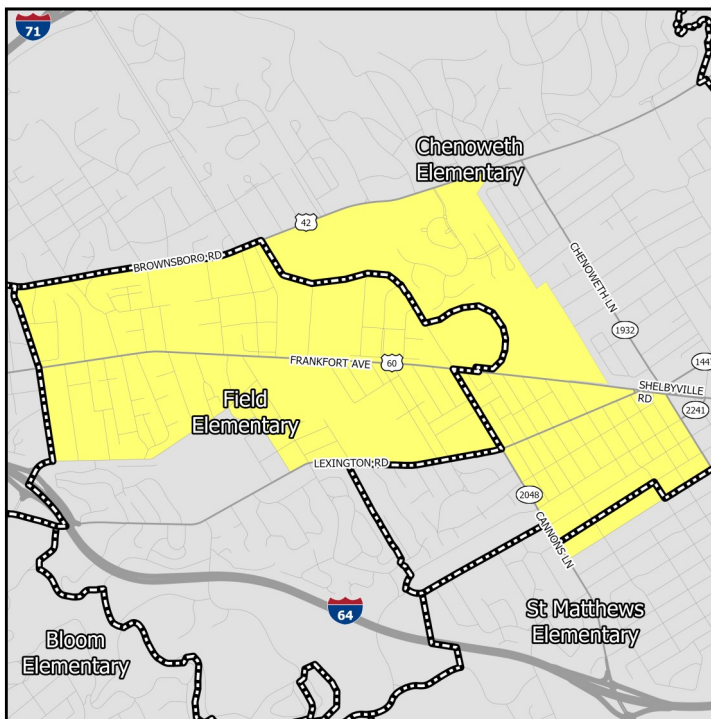 71
Chenoweth
Elementary
42
BROWNSBORO RD
CHENOWETH LN
1932
FRANKFORT AVE
60
SHELBYVILLE
RD
2241
Field
Elementary
LEXINGTON RD
2048
CANNONS LN
64
St Matthews
Elementary
Bloom
Elementary